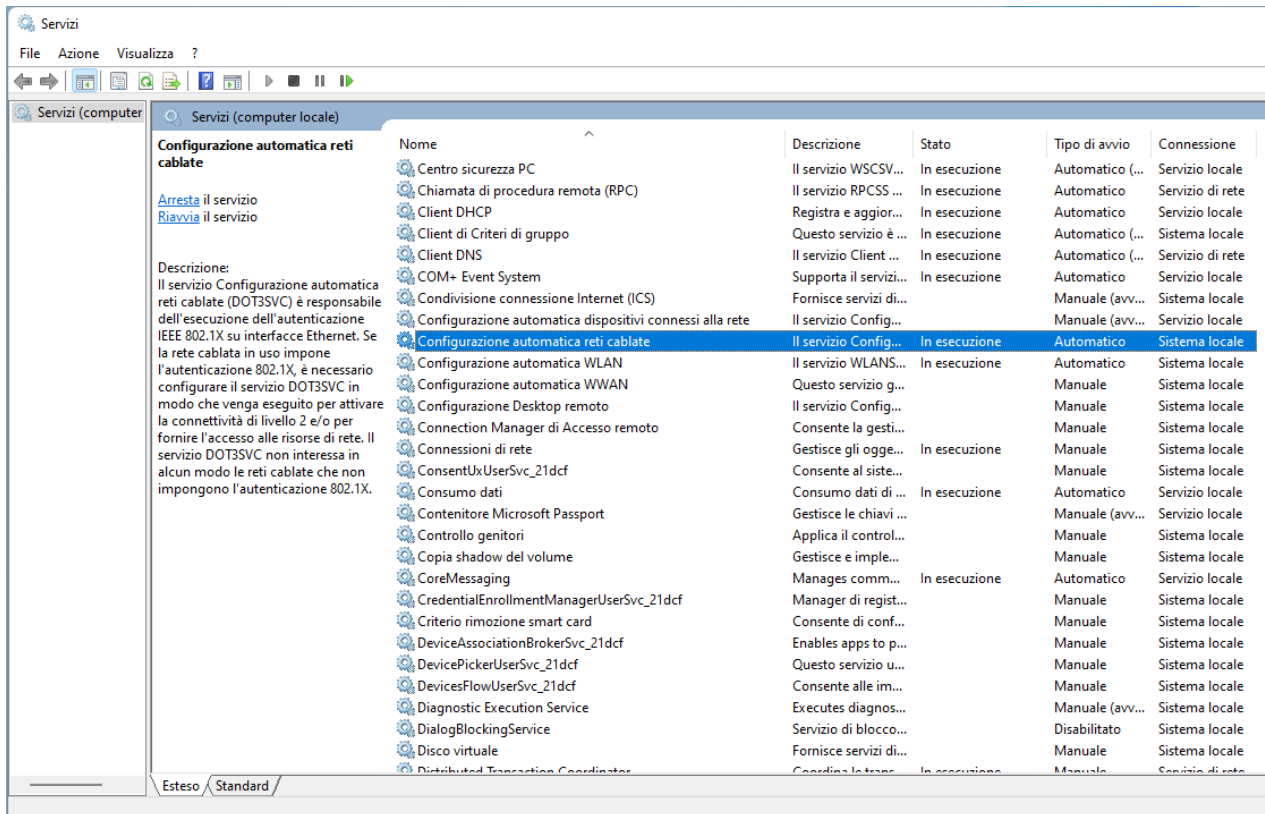 Servizi
File Azione Visualizza ?
Servizi (computer
Servizi (computer locale)
Configurazione automatica reti
cablate
Arresta il servizio
Riavvia il servizio
Descrizione:
Il servizio Configurazione automatica
reti cablate (DOT3SVC) è responsabile
dell'esecuzione dell'autenticazione
IEEE 802.1X su interfacce Ethernet. Se
la rete cablata in uso impone
l'autenticazione 802.1X, è necessario
configurare il servizio DOT3SVC in
modo che venga eseguito per attivare
la connettività di livello 2 e/o per
fornire l'accesso alle risorse di rete. Il
servizio DOT3SVC non interessa in
alcun modo le reti cablate che non
impongono l'autenticazione 802.1X.
Nome Descrizione Stato Tipo di avvio Connessione
Centro sicurezza PC Il servizio WSCSV... In esecuzione Automatico (... Servizio locale
Chiamata di procedura remota (RPC) Il servizio RPCSS ... In esecuzione Automatico Servizio di rete
Client DHCP Registra e aggior... In esecuzione Automatico Servizio locale
Client di Criteri di gruppo Questo servizio è ... In esecuzione Automatico (... Sistema locale
Client DNS Il servizio Client ... In esecuzione Automatico (... Servizio di rete
COM+ Event System Supporta il servizi... In esecuzione Automatico Servizio locale
Condivisione connessione Internet (ICS) Fornisce servizi di... Manuale (avv... Sistema locale
Configurazione automatica dispositivi connessi alla rete Il servizio Config... Manuale (avv... Servizio locale
Configurazione automatica reti cablate Il servizio Config... In esecuzione Automatico Sistema locale
Configurazione automatica WLAN Il servizio WLANS... In esecuzione Automatico Sistema locale
Configurazione automatica WWAN Questo servizio g... Manuale Sistema locale
Configurazione Desktop remoto Il servizio Config... Manuale Sistema locale
Connection Manager di Accesso remoto Consente la gesti... Manuale Sistema locale
Connessioni di rete Gestisce gli ogge... In esecuzione Manuale Sistema locale
ConsentUxUserSvc_21dcf Consente al siste... Manuale Sistema locale
Consumo dati Consumo dati di ... In esecuzione Automatico Servizio locale
Contenitore Microsoft Passport Gestisce le chiavi ... Manuale (avv... Servizio locale
Controllo genitori Applica il control... Manuale Sistema locale
Copia shadow del volume Gestisce e imple... Manuale Sistema locale
CoreMessaging Manages comm... In esecuzione Automatico Servizio locale
CredentialEnrollmentManagerUserSvc_21dcf Manager di regist... Manuale Sistema locale
Criterio rimozione smart card Consente di conf... Manuale Sistema locale
DeviceAssociationBrokerSvc_21dcf Enables apps to p... Manuale Sistema locale
DevicePickerUserSvc_21dcf Questo servizio u... Manuale Sistema locale
DevicesFlowUserSvc_21dcf Consente alle im... Manuale Sistema locale
Diagnostic Execution Service Executes diagnos... Manuale (avv... Sistema locale
DialogBlockingService Servizio di blocco... Disabilitato Sistema locale
Disco virtuale Fornisce servizi di... Manuale Sistema locale
Distributed Transaction Coordinator Coordina le trans... In esecuzione Manuale Servizio di rete
Esteso Standard